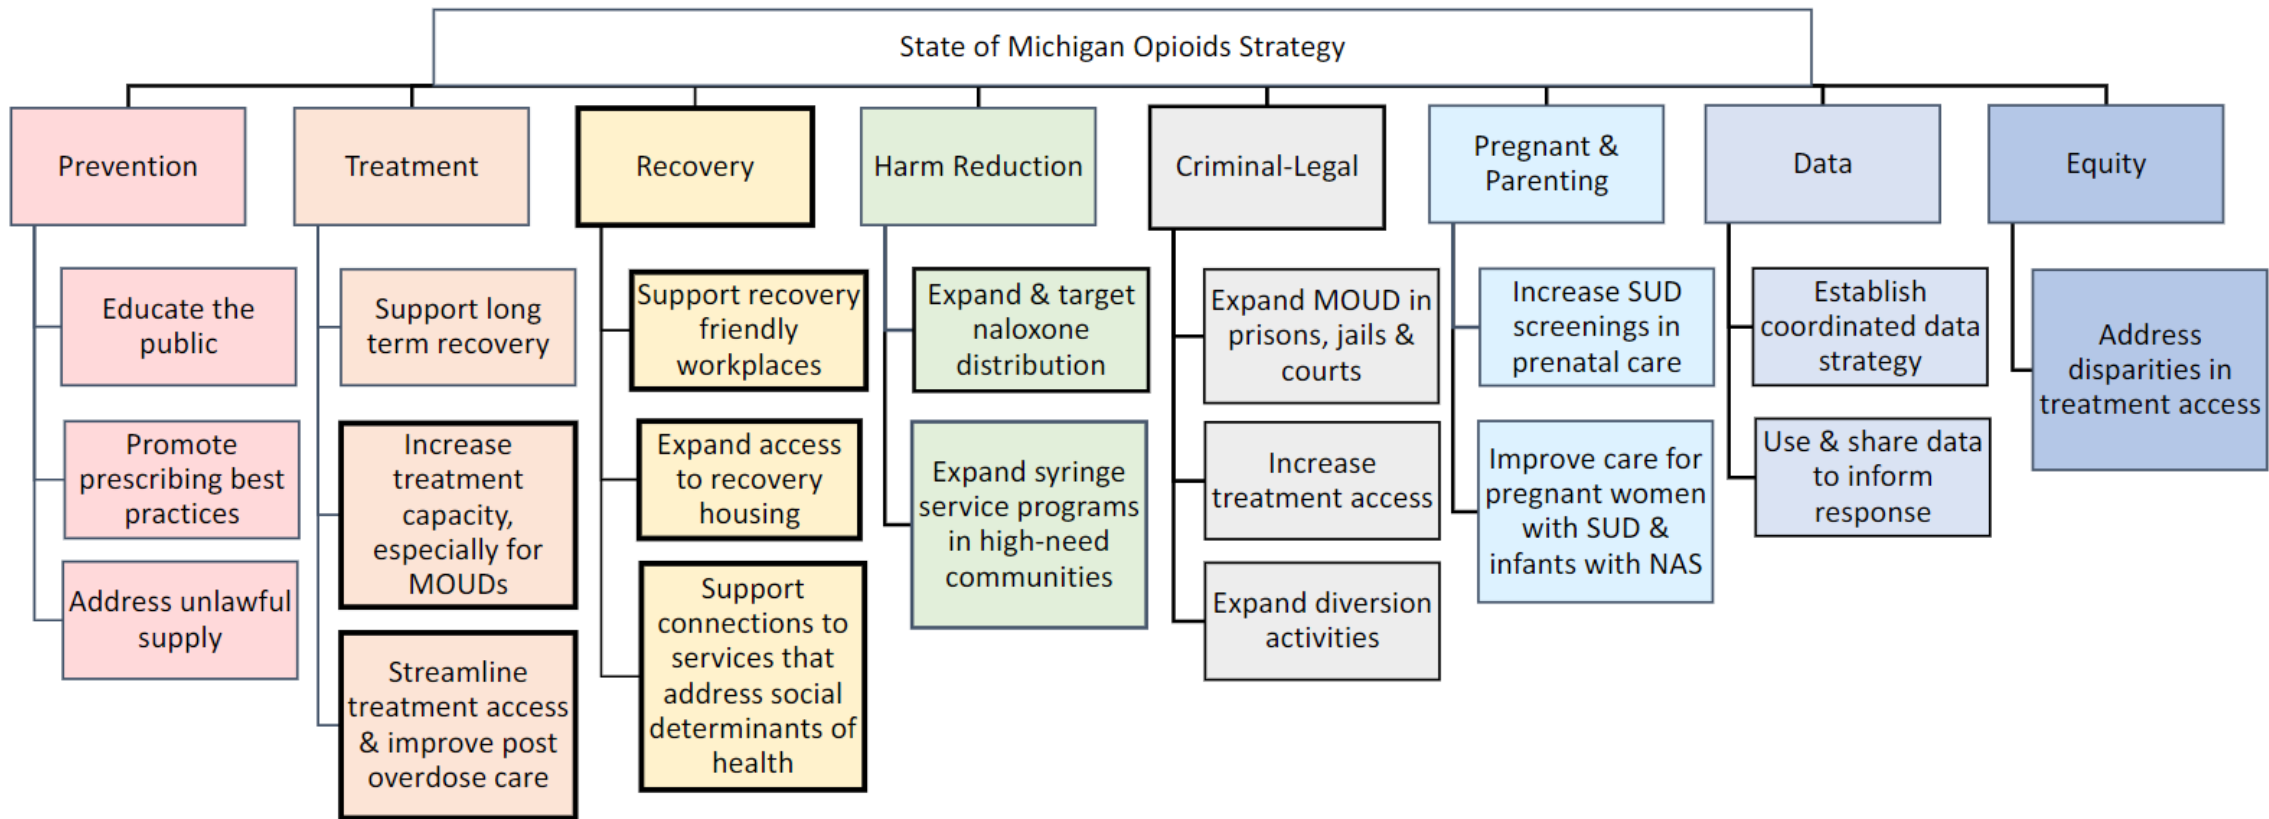 State of Michigan Opioids Strategy
Prevention
Treatment
Recovery
Harm Reduction
Criminal-Legal
Pregnant &
Parenting
Data
Equity
Educate the
public
Promote
prescribing best
practices
Address unlawful
supply
Support long
term recovery
Increase
treatment
capacity,
especially for
MOUDs
Streamline
treatment access
& improve post
overdose care
Support recovery
friendly
workplaces
Expand access
to recovery
housing
Support
connections to
services that
address social
determinants of
health
Expand & target
naloxone
distribution
Expand syringe
service programs
in high-need
communities
Expand MOUD in
prisons, jails &
courts
Increase
treatment access
Expand diversion
activities
Increase SUD
screenings in
prenatal care
Improve care for
pregnant women
with SUD &
infants with NAS
Establish
coordinated data
strategy
Use & share data
to inform
response
Address
disparities in
treatment access